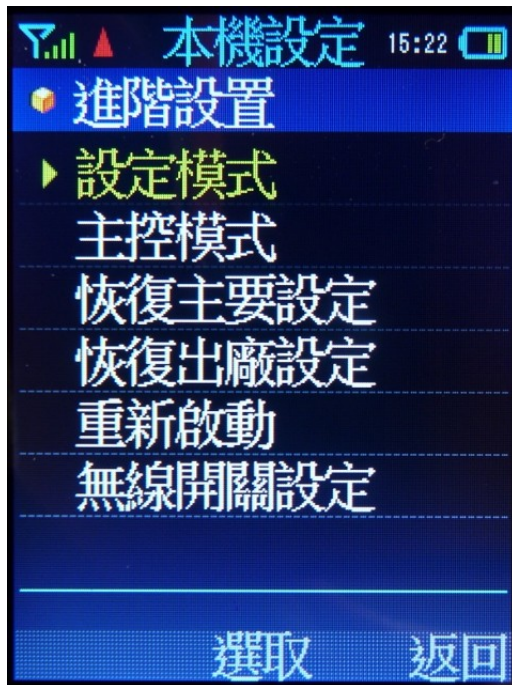 本機設定 15:22
進階設置
設定模式
主控模式
恢復主要設定
恢復出廠設定
重新啟動
無線開關設定
選取 返回